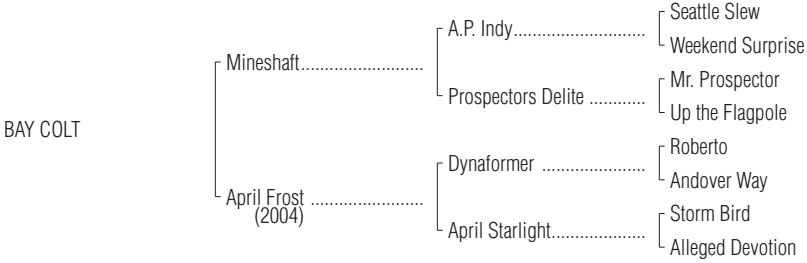 Seattle Slew
A.P. Indy..............................
Weekend Surprise
Mineshaft...........................
Mr. Prospector
Prospectors Delite .............
Up the Flagpole
BAY COLT
Roberto
Dynaformer ........................
Andover Way
April Frost .........................
(2004)
Storm Bird
April Starlight.....................
Alleged Devotion